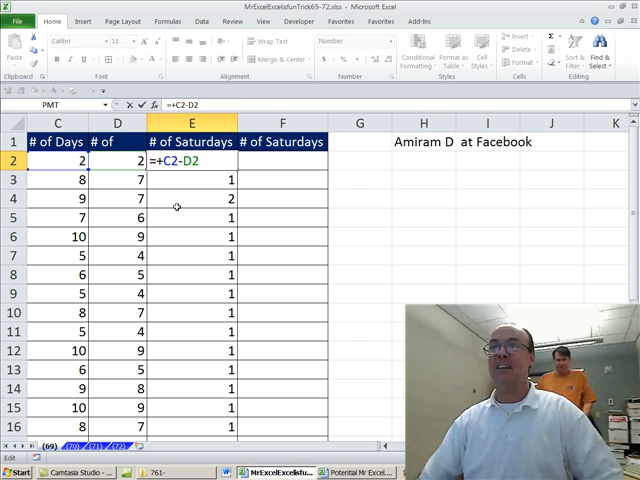 MrExcelExcelsfunTrick69-72.xlsx - Microsoft Excel
File Home Insert Page Layout Formulas Data Review View Developer Favorites Add-Ins
Calibri 11 Wrap Text Number Insert
Paste Merge & Center Conditional Formatting Format as Table Cell Styles Delete Format Sort & Filter Find & Select
Clipboard Font Alignment Number Styles Cells Editing
PMT =+C2-D2
C D E F G H I J K
1 # of Days # of # of Saturdays # of Saturdays Amiram D at Facebook
2 2 2 =+C2-D2
3 8 7 1
4 9 7 2
5 7 6 1
6 10 9 1
7 5 4 1
8 6 5 1
9 5 4 1
10 8 7 1
11 5 4 1
12 10 9 1
13 6 5 1
14 9 8 1
15 10 9 1
16 8 7 1
(69) (70) (71) (72)
Edit
Start Camtasia Studio - 761- MrExcelExcelsfu... Potential Mr Excel...